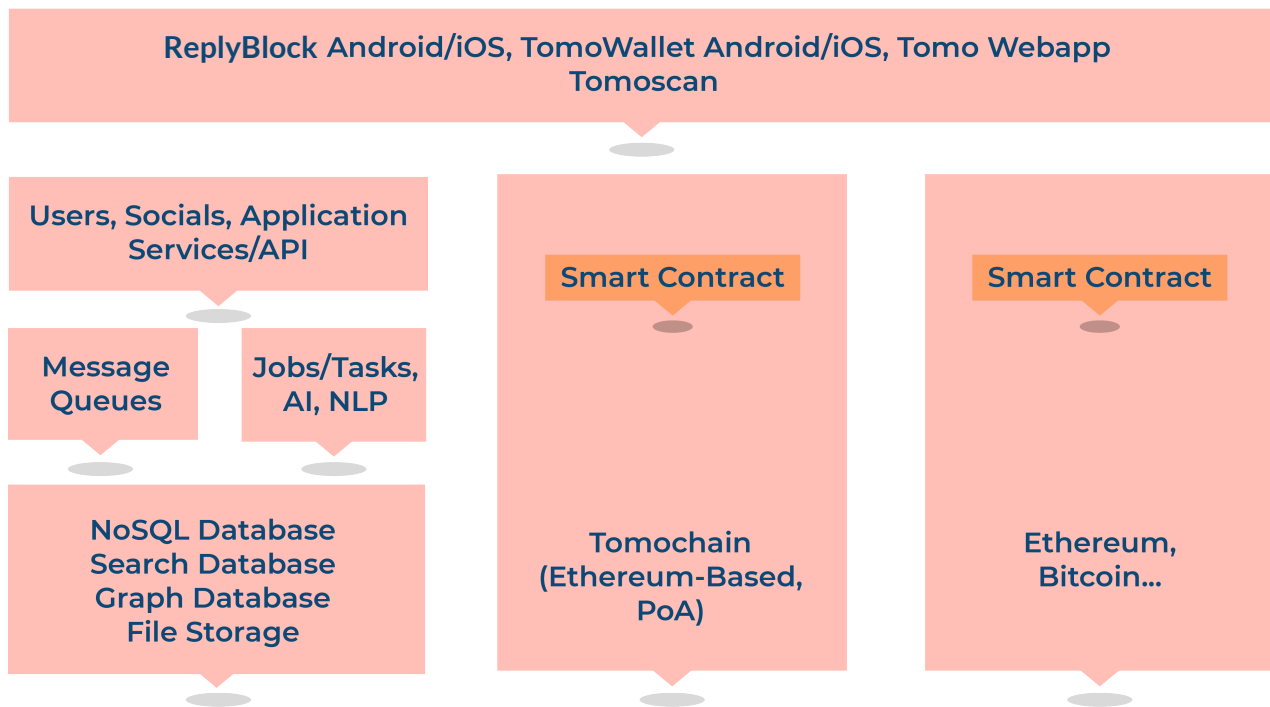 ReplyBlock Android/iOS, TomoWallet Android/iOS, Tomo Webapp
Tomoscan
Users, Socials, Application
Services/API
Message
Queues
Jobs/Tasks,
AI, NLP
NoSQL Database
Search Database
Graph Database
File Storage
Smart Contract
Tomochain
(Ethereum-Based,
PoA)
Smart Contract
Ethereum,
Bitcoin...